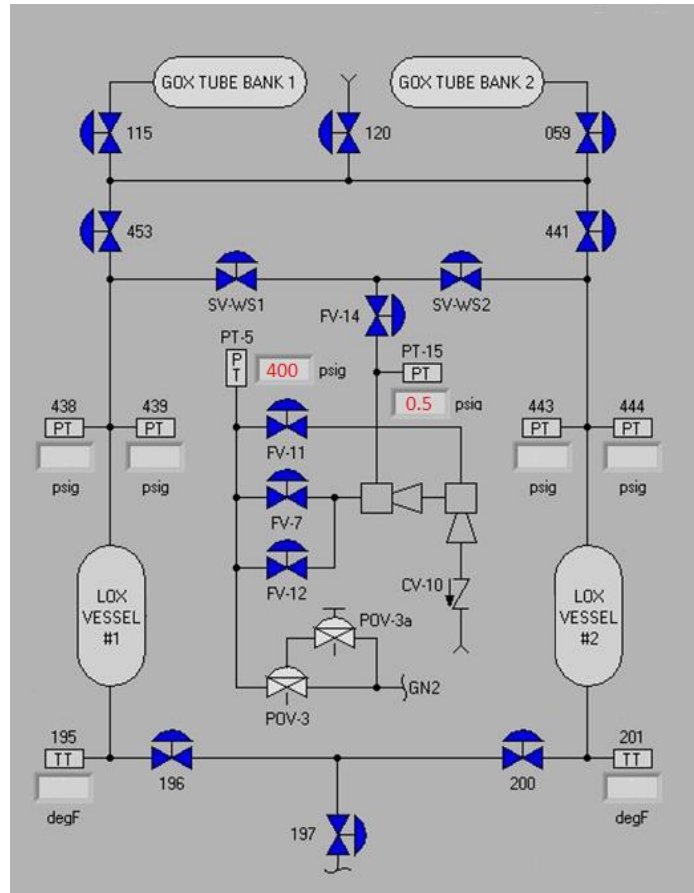 GOX TUBE BANK 1
GOX TUBE BANK 2
115
120
059
453
441
SV-WS1
SV-WS2
FV-14
PT-5
P
T
400
psig
PT-15
PT
0.5
psia
438
PT
439
PT
443
PT
444
PT
psig
psig
psig
psig
FV-11
FV-7
FV-12
CV-10
LOX
VESSEL
#1
LOX
VESSEL
#2
POV-3a
POV-3
GN2
195
TT
degF
196
200
201
TT
degF
197